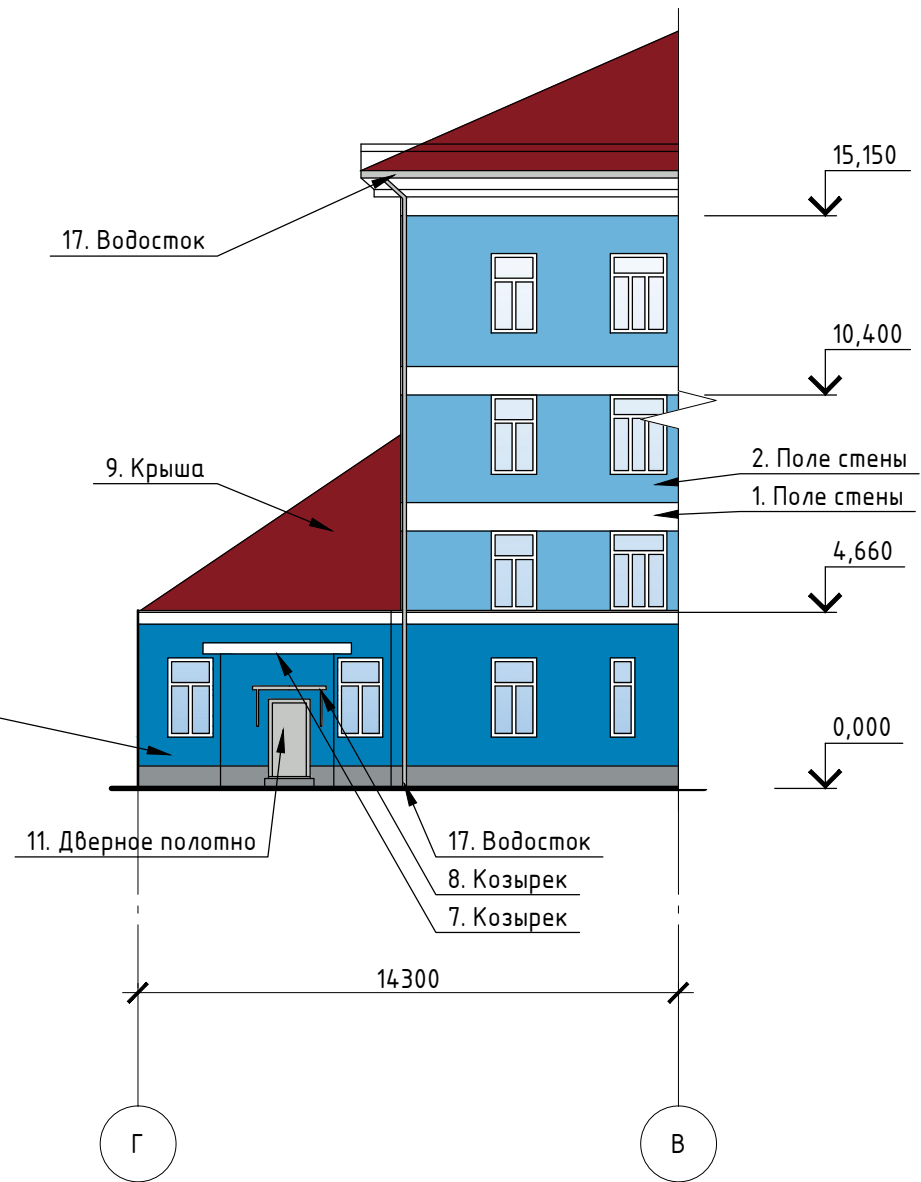 15,150
17. Водосток
10,400
9. Крыша
2. Поле стены
1. Поле стены
4,660
0,000
11. Дверное полотно
17. Водосток
8. Козырек
7. Козырек
14300
Г
В